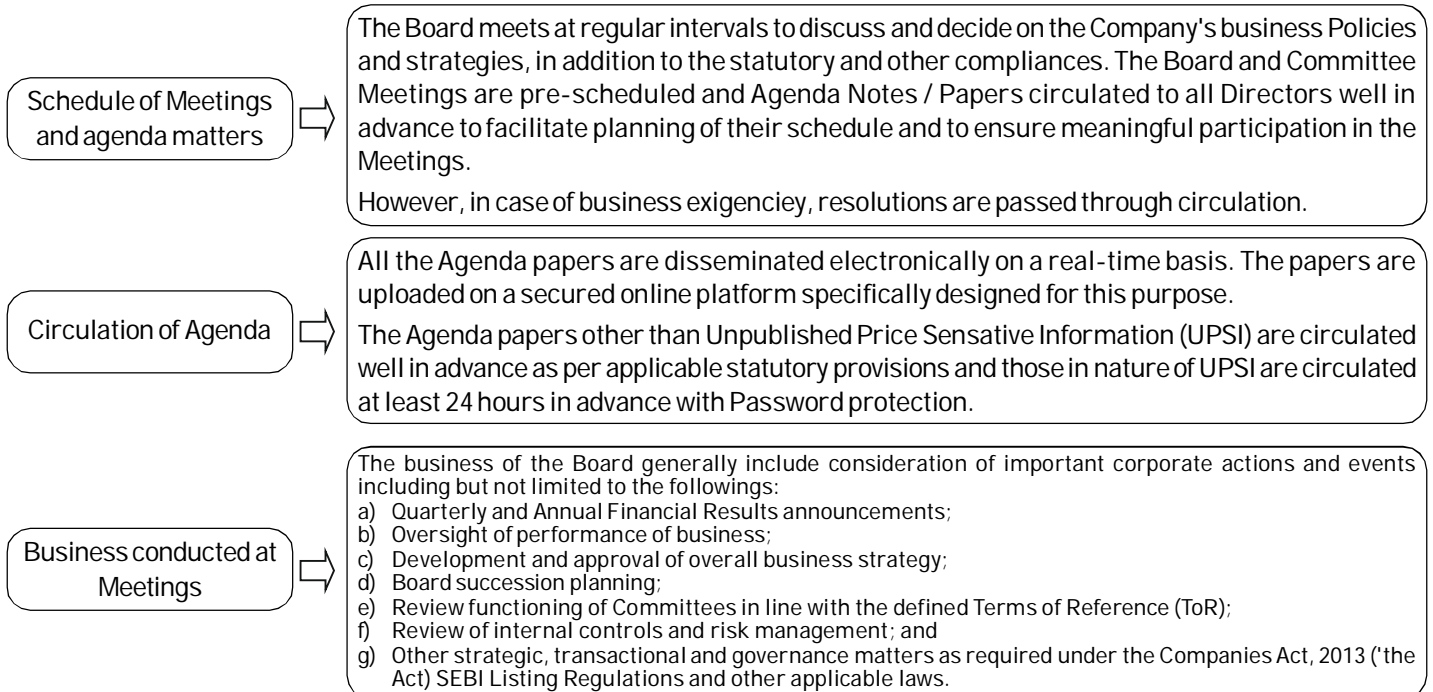 Schedule of Meetings
and agenda matters
The Board meets at regular intervals to discuss and decide on the Company's business Policies
and strategies, in addition to the statutory and other compliances. The Board and Committee
Meetings are pre-scheduled and Agenda Notes / Papers circulated to all Directors well in
advance to facilitate planning of their schedule and to ensure meaningful participation in the
Meetings.
However, in case of business exigenciey, resolutions are passed through circulation.
Circulation of Agenda
All the Agenda papers are disseminated electronically on a real-time basis. The papers are
uploaded on a secured online platform specifically designed for this purpose.
The Agenda papers other than Unpublished Price Sensative Information (UPSI) are circulated
well in advance as per applicable statutory provisions and those in nature of UPSI are circulated
at least 24 hours in advance with Password protection.
Business conducted at
Meetings
The business of the Board generally include consideration of important corporate actions and events
including but not limited to the followings:
a) Quarterly and Annual Financial Results announcements;
b) Oversight of performance of business;
c) Development and approval of overall business strategy;
d) Board succession planning;
e) Review functioning of Committees in line with the defined Terms of Reference (ToR);
f) Review of internal controls and risk management; and
g) Other strategic, transactional and governance matters as required under the Companies Act, 2013 ('the
Act) SEBI Listing Regulations and other applicable laws.